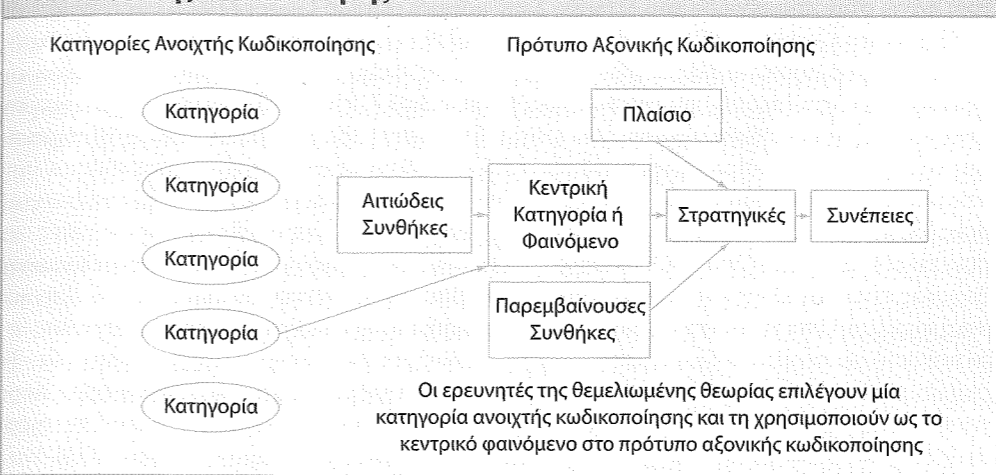 Κατηγορίες Ανοιχτής Κωδικοποίησης
Πρότυπο Αξονικής Κωδικοποίησης
Κατηγορία
Κατηγορία
Κατηγορία
Κατηγορία
Κατηγορία
Πλαίσιο
Αιτιώδεις
Συνθήκες
Κεντρική
Κατηγορία ή
Φαινόμενο
Στρατηγικές
Συνέπειες
Παρεμβαίνουσες
Συνθήκες
Οι ερευνητές της θεμελιωμένης θεωρίας επιλέγουν μία
κατηγορία ανοιχτής κωδικοποίησης και τη χρησιμοποιούν ως το
κεντρικό φαινόμενο στο πρότυπο αξονικής κωδικοποίησης